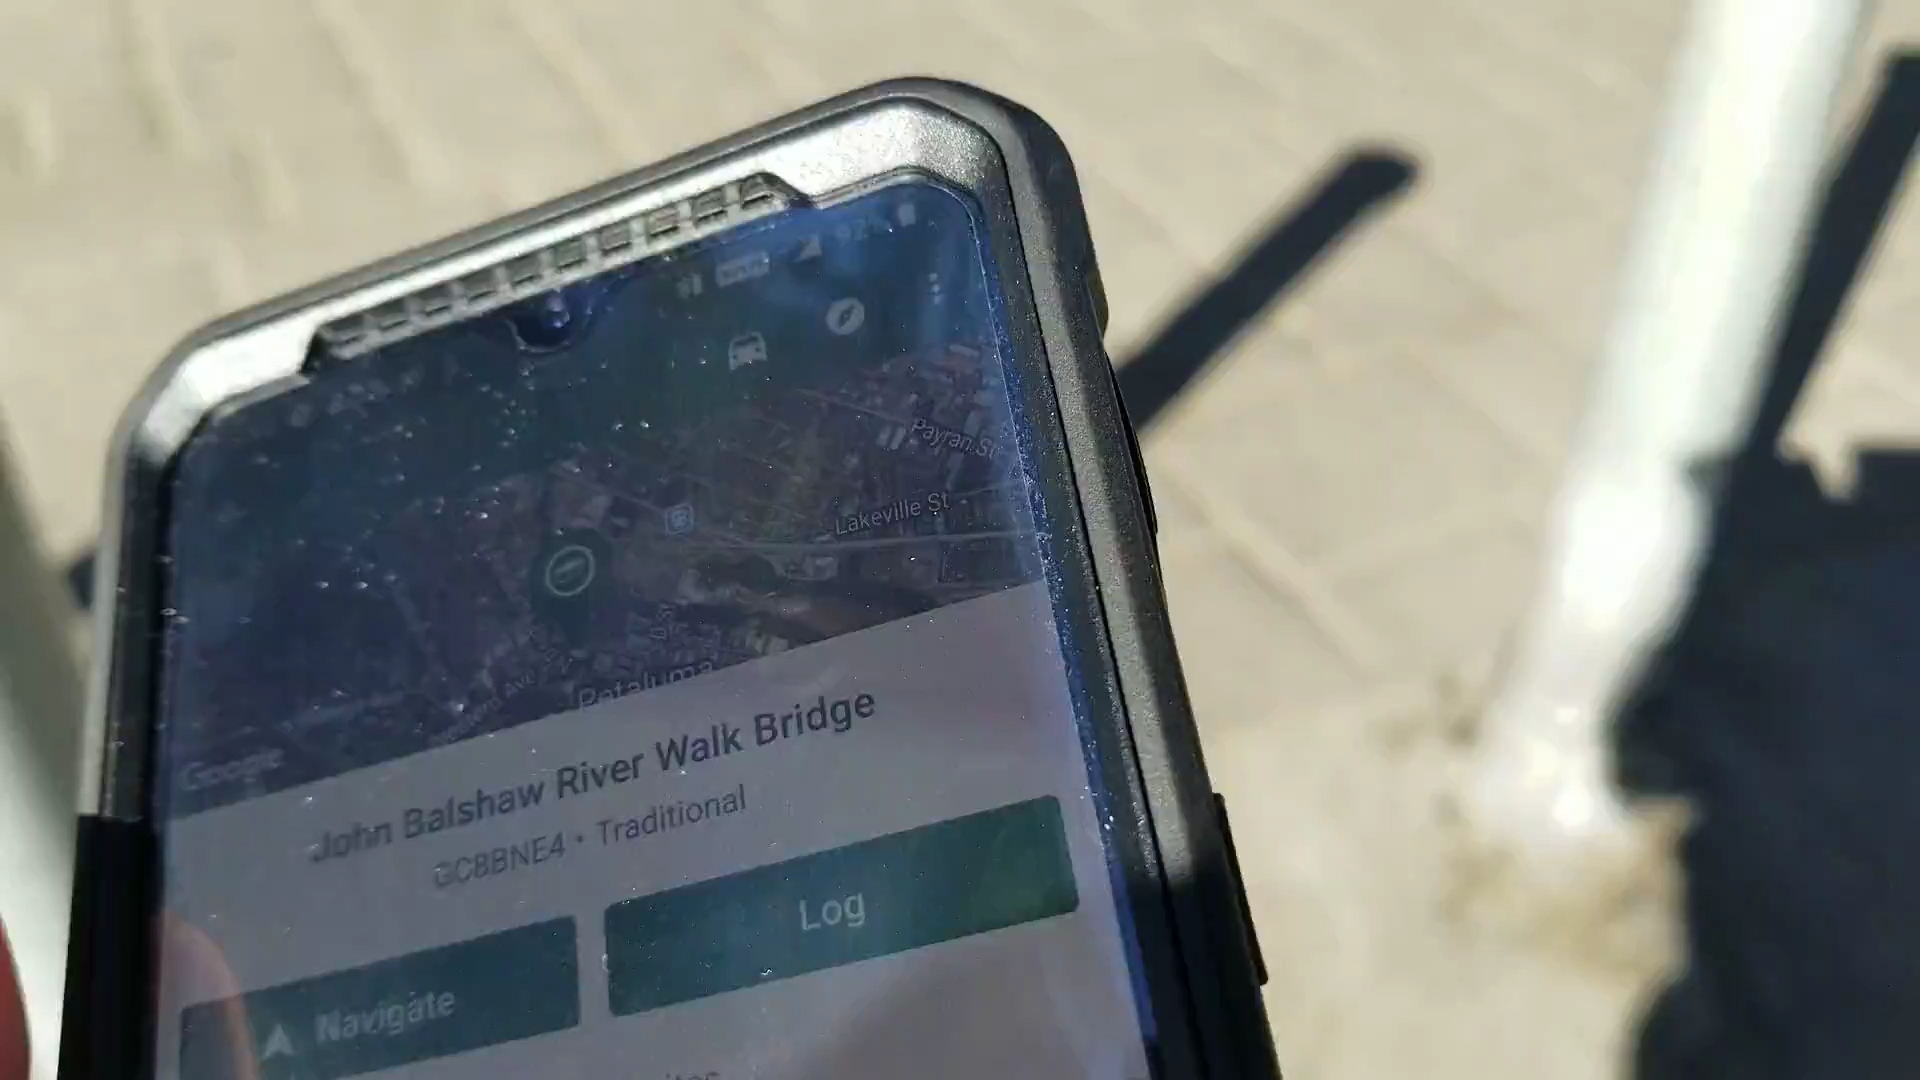 Payran St
Lakeville St
Petaluma
Google
John Balshaw River Walk Bridge
GC8BNE4 • Traditional
Log
Navigate